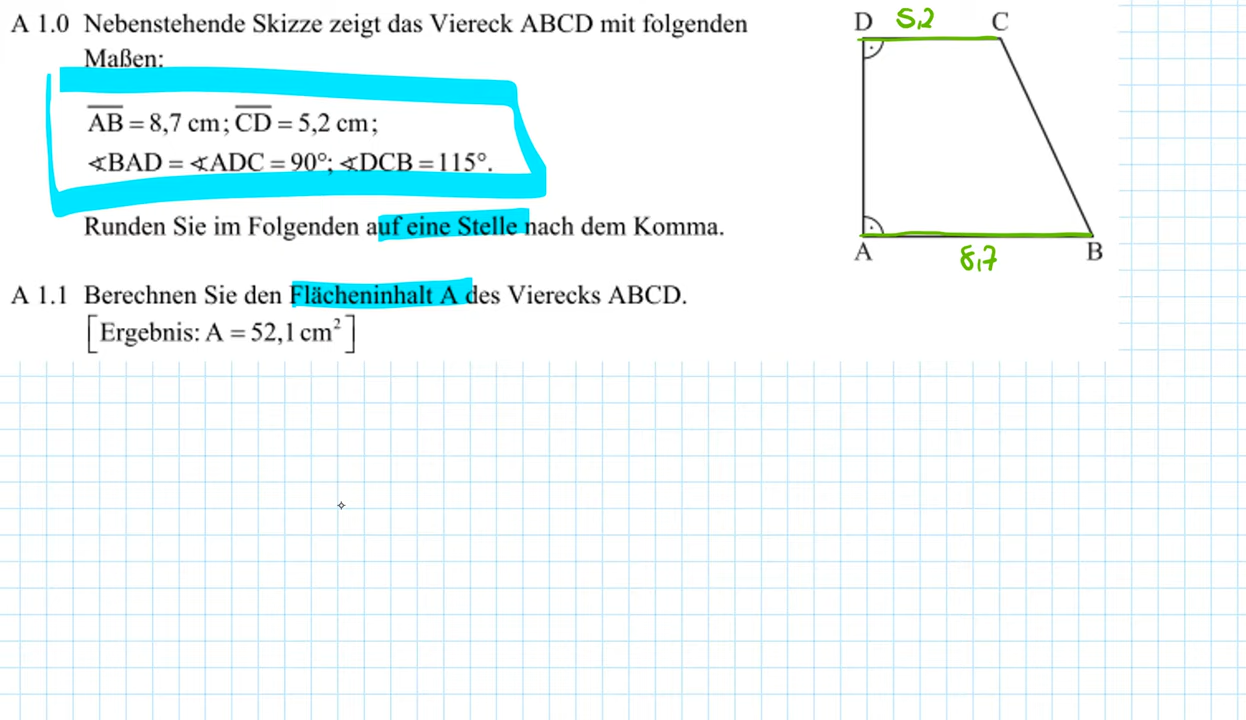 A 1.0 Nebenstehende Skizze zeigt das Viereck ABCD mit folgenden
Maßen:
AB = 8,7 cm; CD = 5,2 cm;
∢BAD = ∢ADC = 90°; ∢DCB = 115°.
Runden Sie im Folgenden auf eine Stelle nach dem Komma.
D 5,2 C
A 8,7 B
A 1.1 Berechnen Sie den Flächeninhalt A des Vierecks ABCD.
[Ergebnis: A = 52,1 cm²]